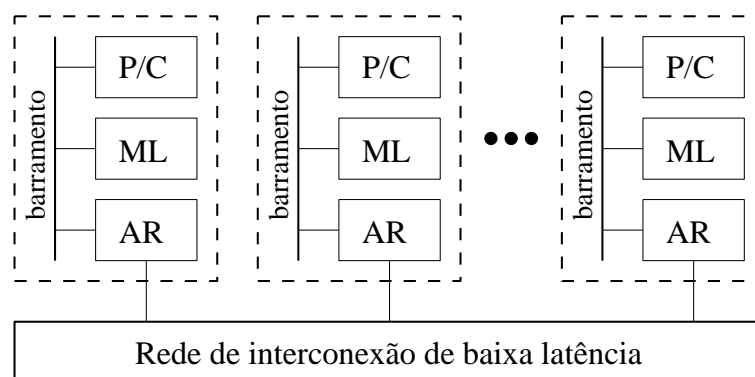 barramento
P/C
ML
AR
barramento
P/C
ML
AR
barramento
P/C
ML
AR
Rede de interconexão de baixa latência